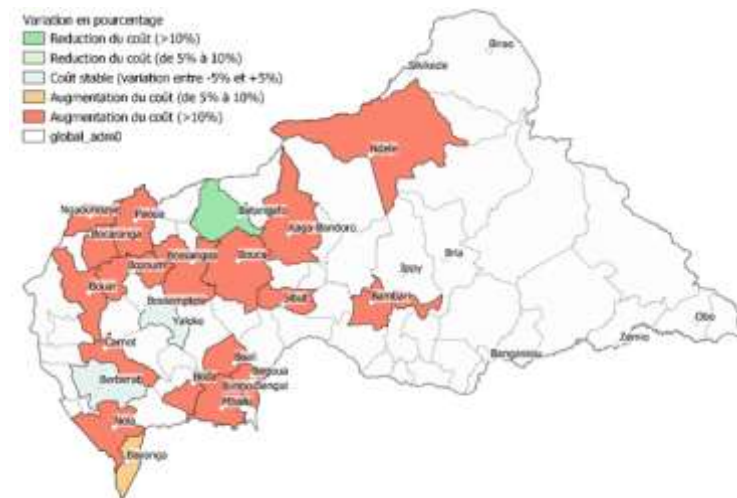 Variation en pourcentage
Reduction du coût (>10%)
Reduction du coût (de 5% à 10%)
Coût stable (variation entre -5% et +5%)
Augmentation du coût (de 5% à 10%)
Augmentation du coût (>10%)
global_adm0
Birao
Ndele
Paoua
Batangafo
Kaga-Bandoro
Bocaranga
Bossangoa
Bouca
Bozoum
Ippy
Bria
Bouar
Sibut
Bambari
Bossemptele
Yaloke
Obo
Carnot
Zemio
Bangassou
Boali
Berberati
Boda
Begoua
Bimbo
Bangui
Mbaiki
Nola
Bayanga